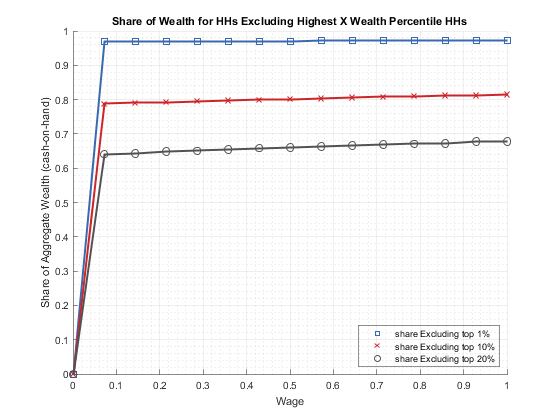 Share of Wealth for HHs Excluding Highest X Wealth Percentile HHs
Share of Aggregate Wealth (cash-on-hand)
1
0.9
0.8
0.7
0.6
0.5
0.4
0.3
0.2
0.1
0
0 0.1 0.2 0.3 0.4 0.5 0.6 0.7 0.8 0.9 1
Wage
share Excluding top 1%
share Excluding top 10%
share Excluding top 20%